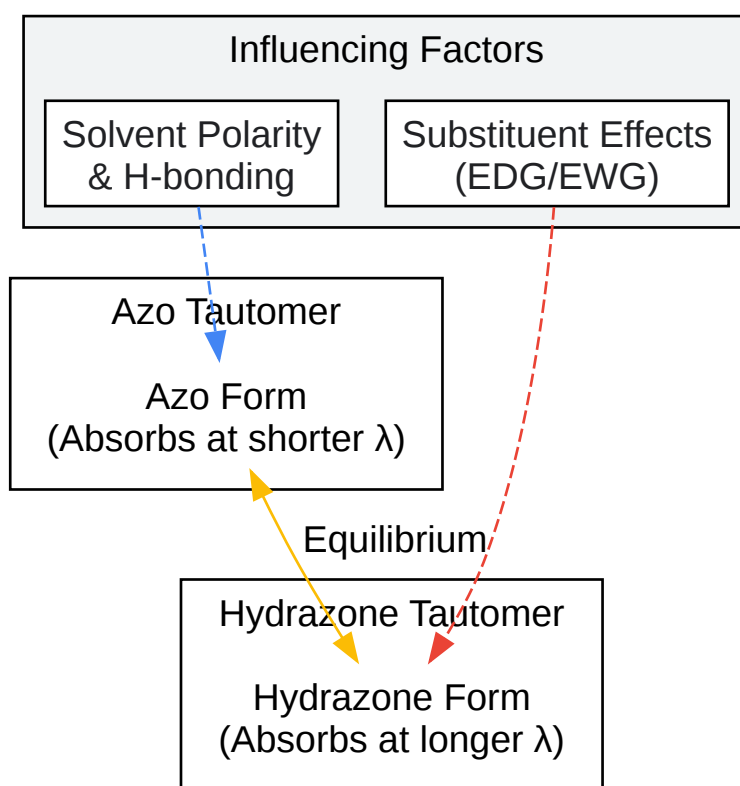 Influencing Factors
Solvent Polarity
& H-bonding
Substituent Effects
(EDG/EWG)
Azo Tautomer
Azo Form
(Absorbs at shorter λ)
Equilibrium
Hydrazone Tautomer
Hydrazone Form
(Absorbs at longer λ)